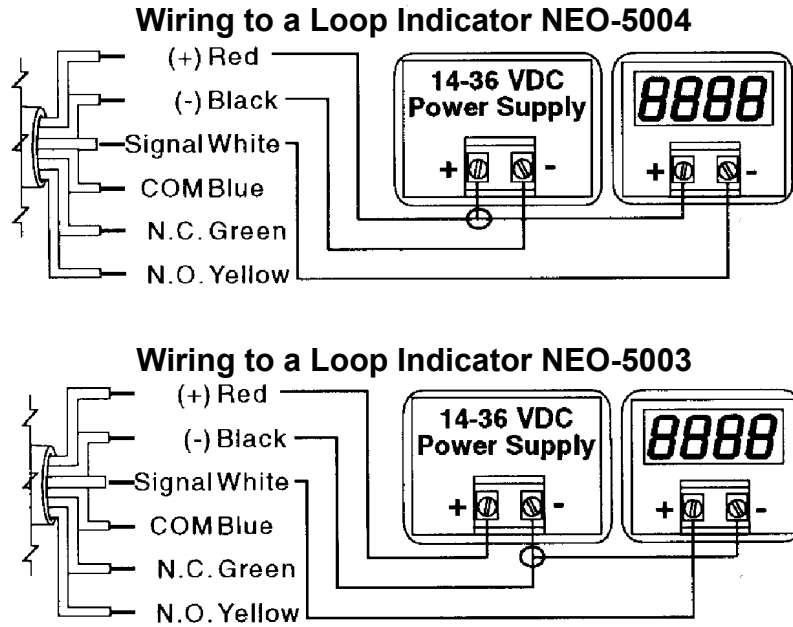 Wiring to a Loop Indicator NEO-5004
(+) Red
(-) Black
Signal White
COM Blue
N.C. Green
N.O. Yellow
14-36 VDC
Power Supply
+ -
8888
+ -
Wiring to a Loop Indicator NEO-5003
(+) Red
(-) Black
Signal White
COM Blue
N.C. Green
N.O. Yellow
14-36 VDC
Power Supply
+ -
8888
+ -